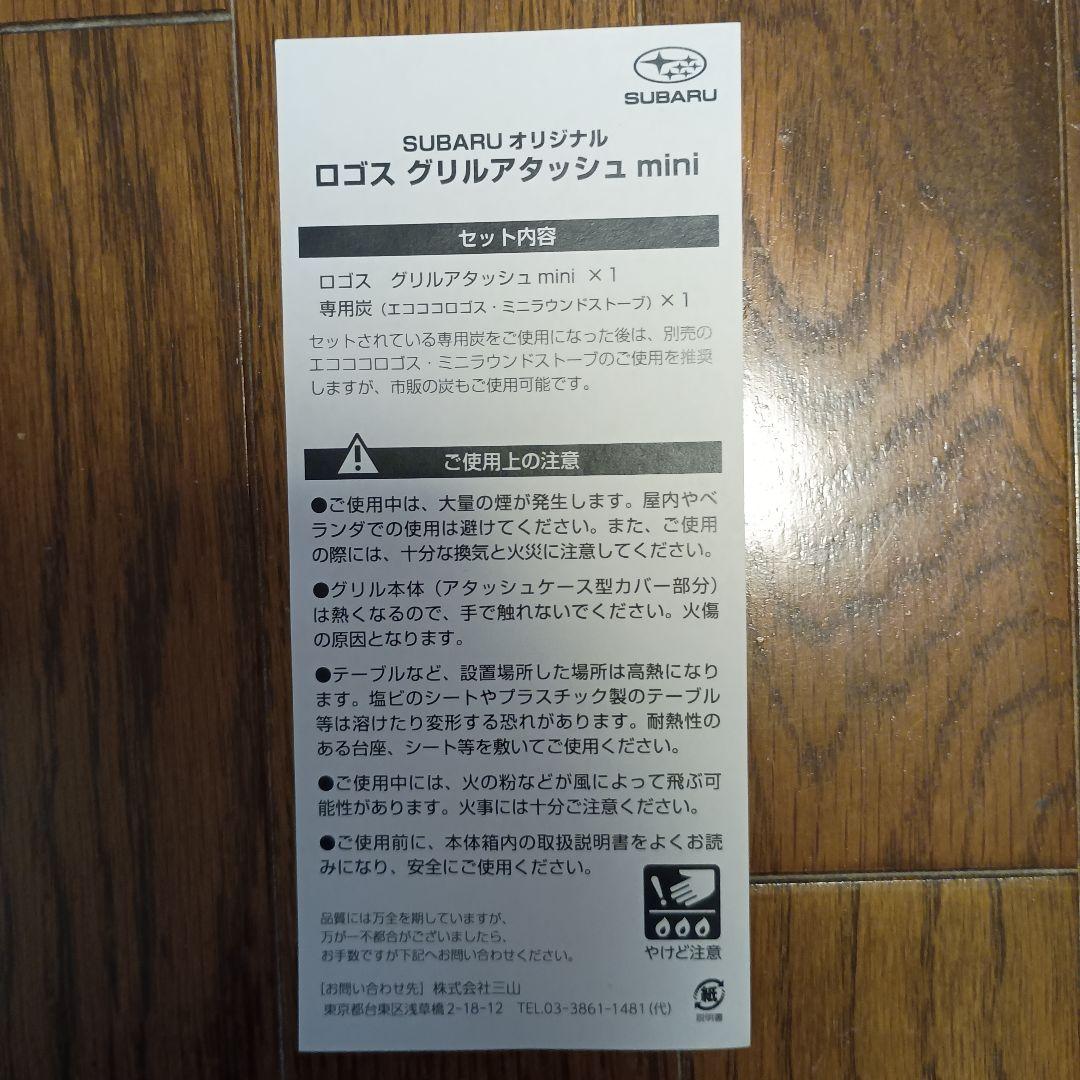 SUBARU
SUBARU オリジナル
ロゴス グリルアタッシュ mini
セット内容
ロゴス　グリルアタッシュ mini ×1
専用炭（エコココロゴス・ミニラウンドストーブ）×1
セットされている専用炭をご使用になった後は、別売の
エコココロゴス・ミニラウンドストーブのご使用を推奨
しますが、市販の炭もご使用可能です。
ご使用上の注意
●ご使用中は、大量の煙が発生します。屋内やベ
ランダでの使用は避けてください。また、ご使用
の際には、十分な換気と火災に注意してください。
●グリル本体（アタッシュケース型カバー部分）
は熱くなるので、手で触れないでください。火傷
の原因となります。
●テーブルなど、設置場所した場所は高熱になり
ます。塩ビのシートやプラスチック製のテーブル
等は溶けたり変形する恐れがあります。耐熱性の
ある台座、シート等を敷いてご使用ください。
●ご使用中には、火の粉などが風によって飛ぶ可
能性があります。火事には十分ご注意ください。
●ご使用前に、本体箱内の取扱説明書をよくお読
みになり、安全にご使用ください。
やけど注意
品質には万全を期していますが、
万が一不都合がございましたら、
お手数ですが下記へお問い合わせください。
［お問い合わせ先］株式会社三山
東京都台東区浅草橋2-18-12　TEL.03-3861-1481（代）
紙
説明書